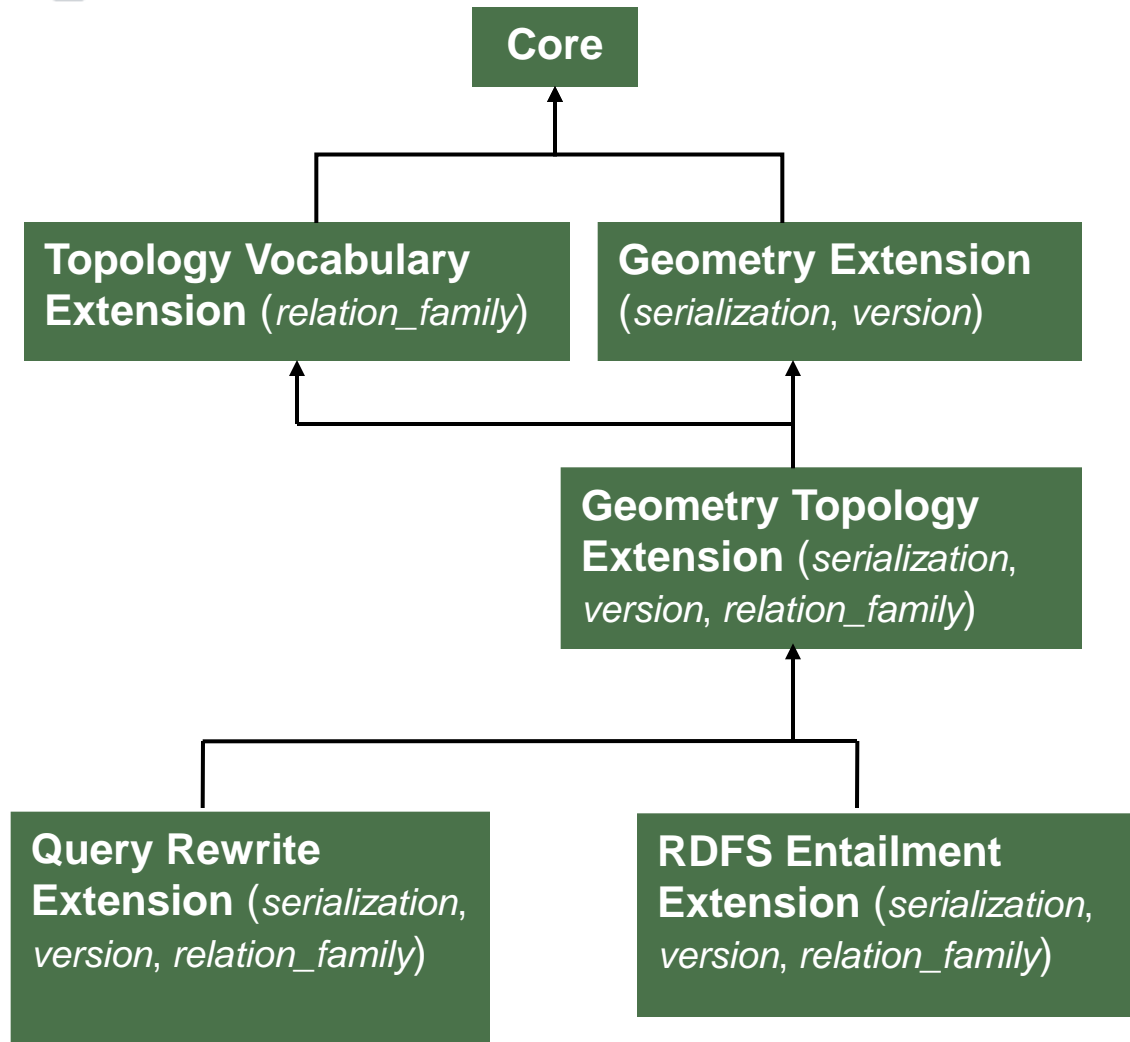 Core
Topology Vocabulary
Extension (relation_family)
Geometry Extension
(serialization, version)
Geometry Topology
Extension (serialization,
version, relation_family)
Query Rewrite
Extension (serialization,
version, relation_family)
RDFS Entailment
Extension (serialization,
version, relation_family)